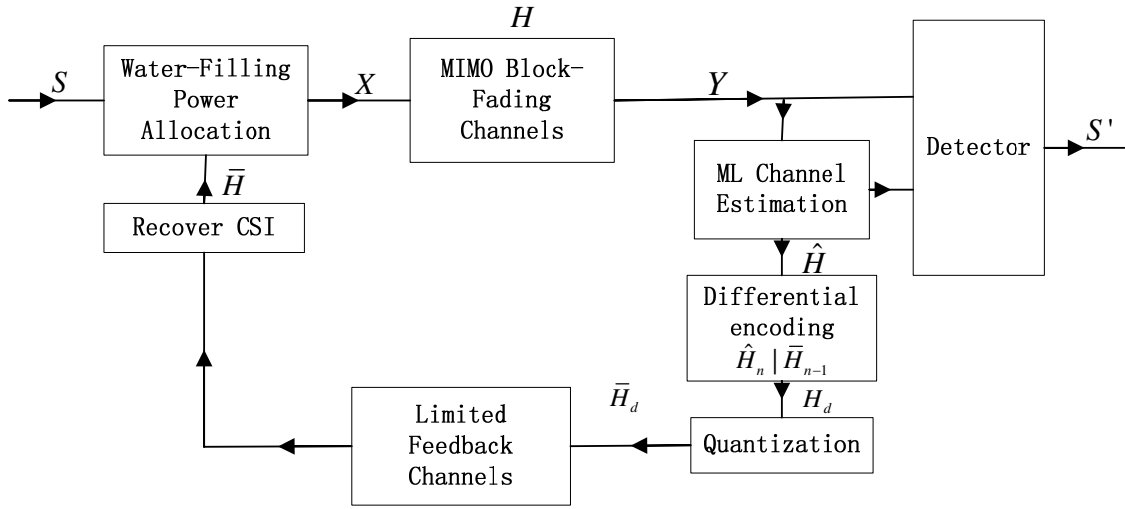 H
Water-Filling
Power
Allocation
S
X
MIMO Block-
Fading
Channels
Y
Detector
S'
ML Channel
Estimation
H̅
Recover CSI
Ĥ
Differential
encoding
Ĥₙ | H̅ₙ₋₁
H̅_d
H_d
Limited
Feedback
Channels
Quantization